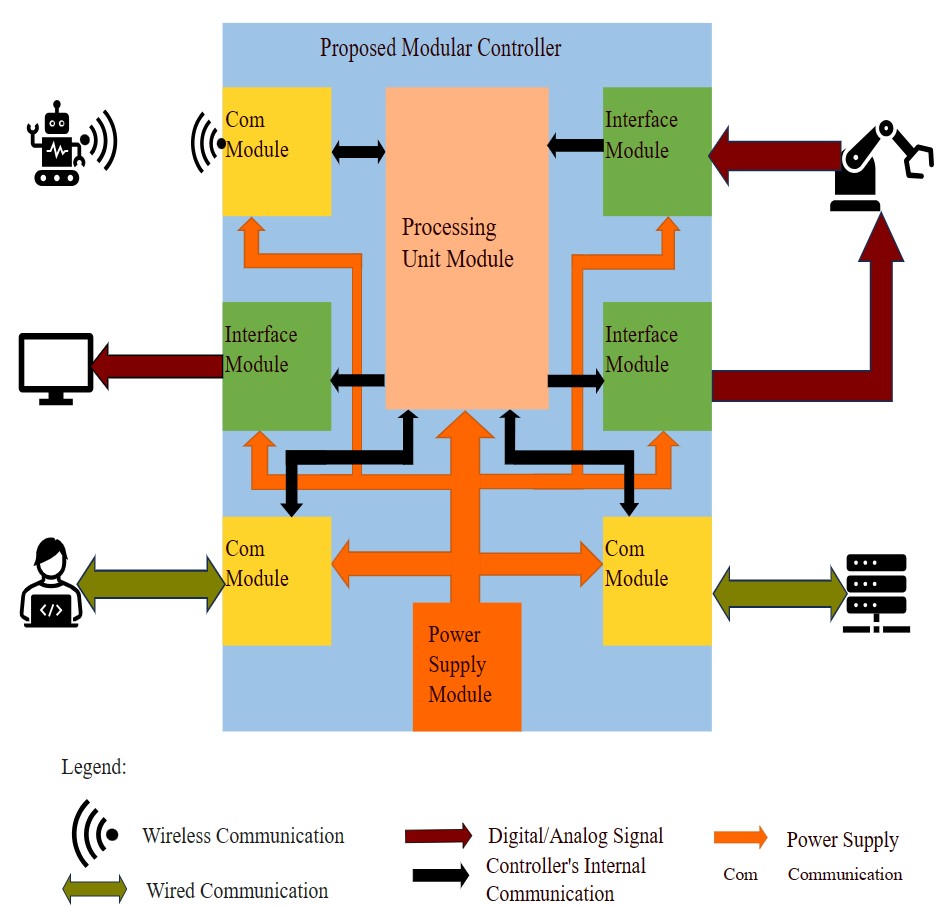 Proposed Modular Controller
Com
Module
Interface
Module
Processing
Unit Module
Interface
Module
Interface
Module
Com
Module
</>
Com
Module
Power
Supply
Module
Legend:
Wireless Communication
Digital/Analog Signal
Power Supply
Wired Communication
Controller's Internal
Communication
Com Communication